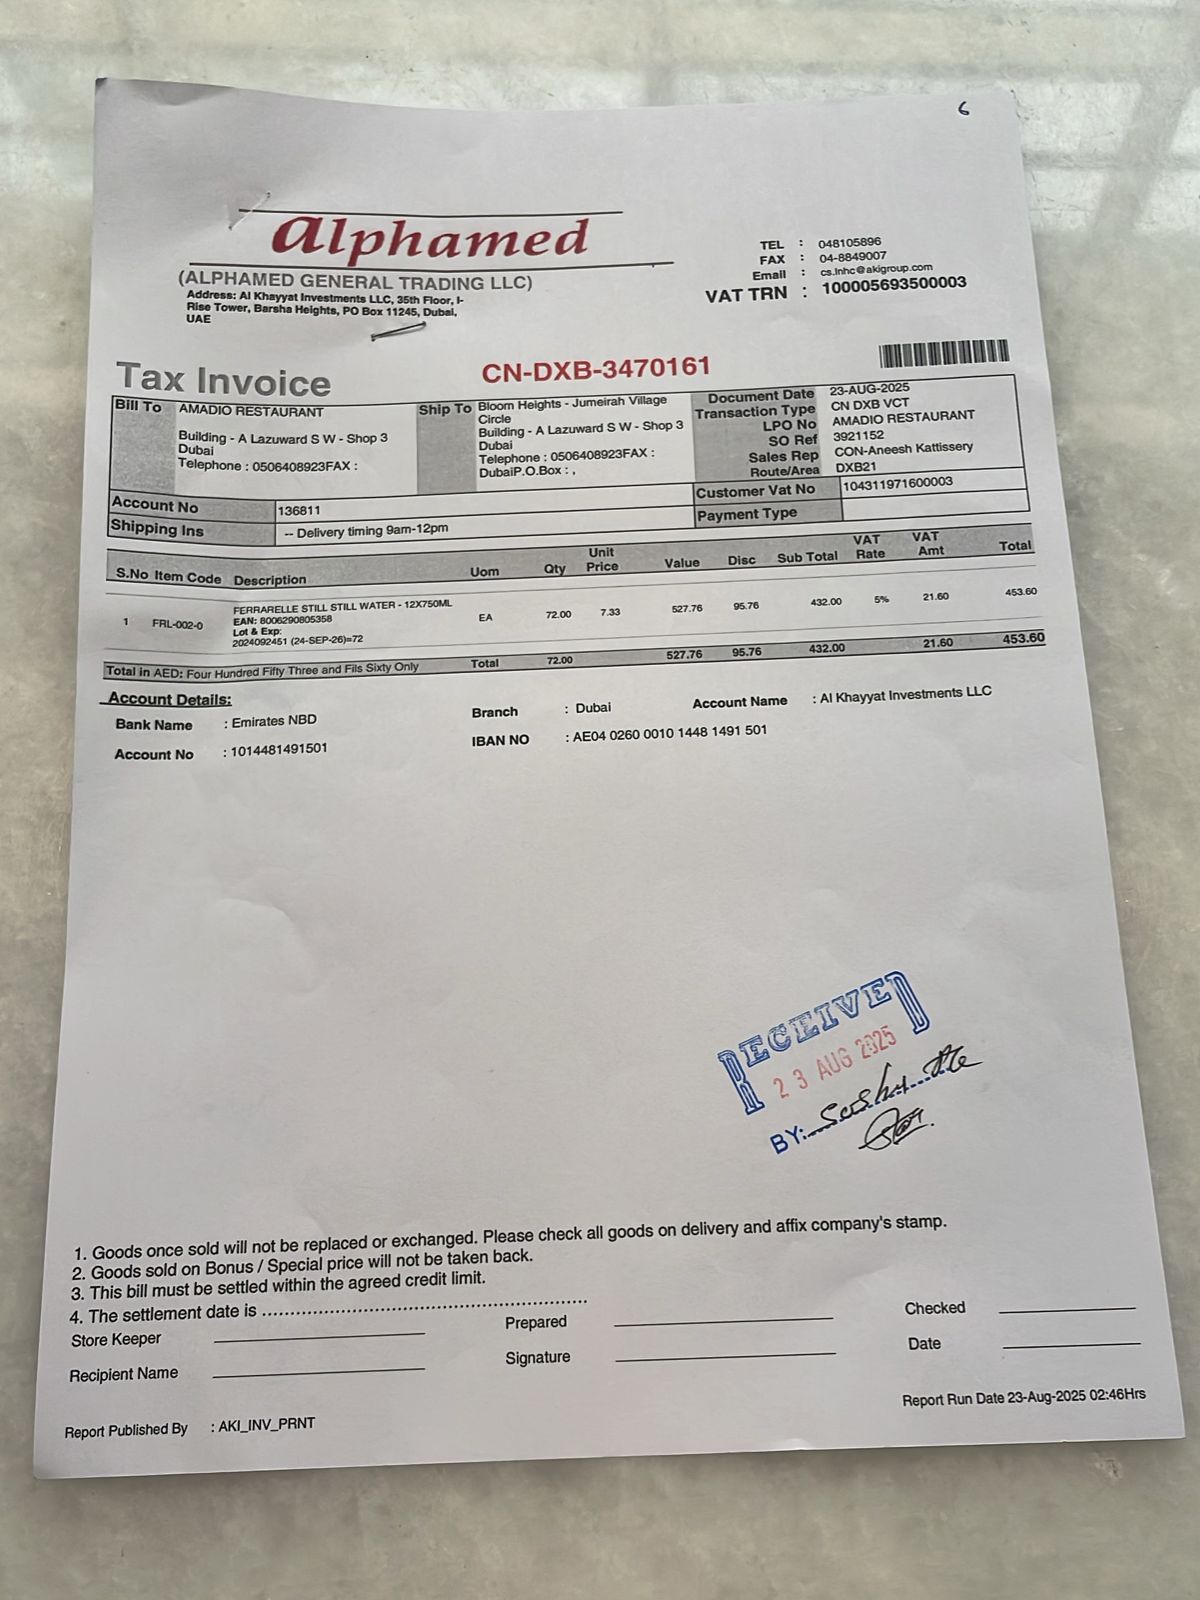 6
Alphamed
(ALPHAMED GENERAL TRADING LLC)
Address: Al Khayyat Investments LLC, 35th Floor, I-
Rise Tower, Barsha Heights, PO Box 11245, Dubai,
UAE
TEL : 048105896
FAX : 04-8849007
Email : cs.lnhc@akigroup.com
VAT TRN : 100005693500003
Tax Invoice
CN-DXB-3470161
Bill To AMADIO RESTAURANT
Building - A Lazuward S W - Shop 3
Dubai
Telephone : 0506408923FAX :
Ship To Bloom Heights - Jumeirah Village
Circle
Building - A Lazuward S W - Shop 3
Dubai
Telephone : 0506408923FAX :
DubaiP.O.Box : ,
Document Date 23-AUG-2025
Transaction Type CN DXB VCT
LPO No AMADIO RESTAURANT
SO Ref 3921152
Sales Rep CON-Aneesh Kattissery
Route/Area DXB21
Account No 136811
Customer Vat No 104311971600003
Shipping Ins -- Delivery timing 9am-12pm
Payment Type
S.No Item Code Description Uom Qty Unit Price Value Disc Sub Total VAT Rate VAT Amt Total
1 FRL-002-0 FERRARELLE STILL STILL WATER - 12X750ML EA 72.00 7.33 527.76 95.76 432.00 5% 21.60 453.60
EAN: 8006290805358
Lot & Exp:
2024092451 (24-SEP-26)=72
Total in AED: Four Hundred Fifty Three and Fils Sixty Only Total 72.00 527.76 95.76 432.00 21.60 453.60
Account Details:
Bank Name : Emirates NBD Branch : Dubai Account Name : Al Khayyat Investments LLC
Account No : 1014481491501 IBAN NO : AE04 0260 0010 1448 1491 501
RECEIVED
23 AUG 2025
BY:
1. Goods once sold will not be replaced or exchanged. Please check all goods on delivery and affix company's stamp.
2. Goods sold on Bonus / Special price will not be taken back.
3. This bill must be settled within the agreed credit limit.
4. The settlement date is ............................................................
Store Keeper Prepared Checked
Recipient Name Signature Date
Report Published By : AKI_INV_PRNT
Report Run Date 23-Aug-2025 02:46Hrs